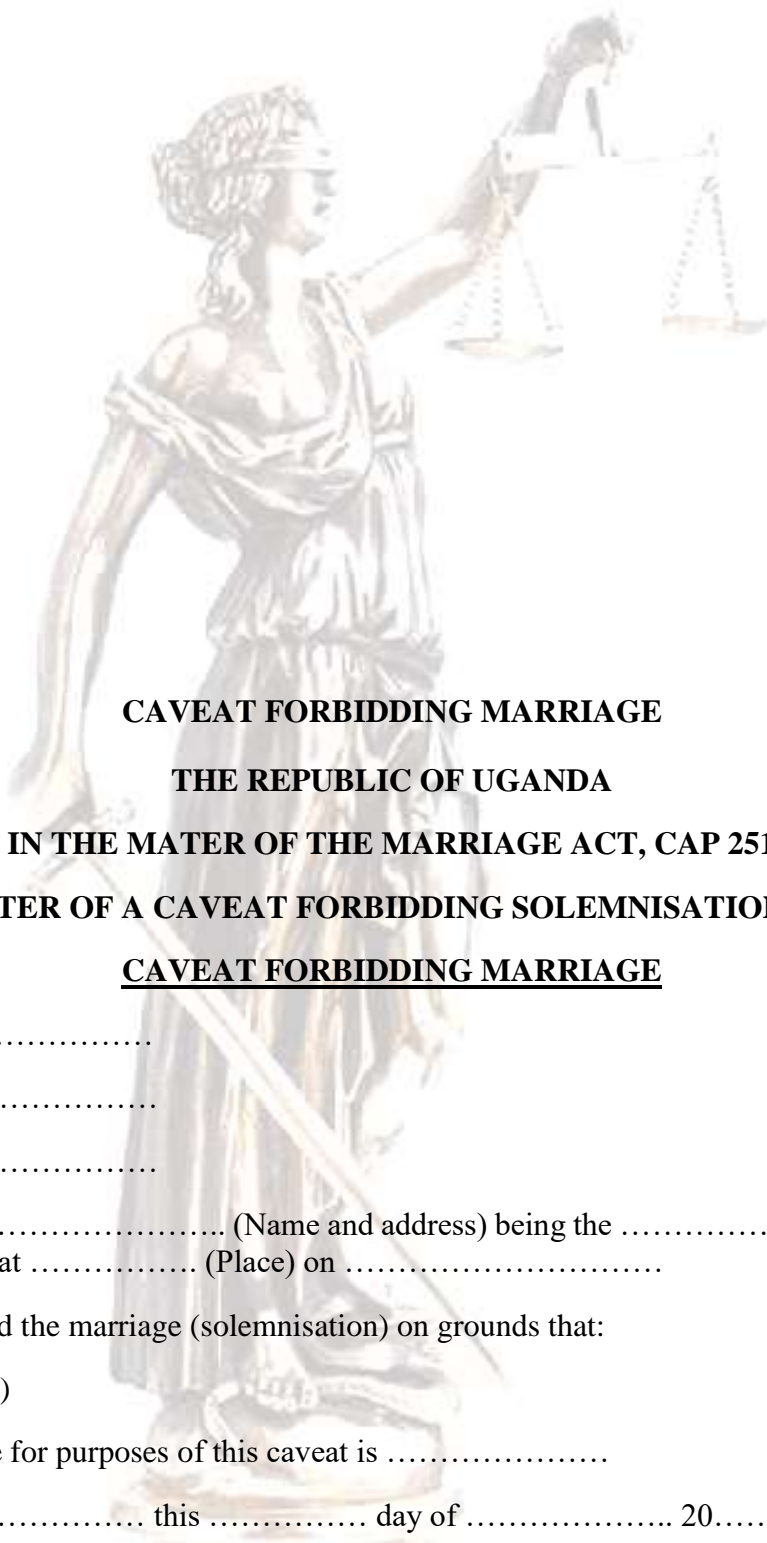 CAVEAT FORBIDDING MARRIAGE
THE REPUBLIC OF UGANDA
IN THE MATER OF THE MARRIAGE ACT, CAP 251
TER OF A CAVEAT FORBIDDING SOLEMNISATION
CAVEAT FORBIDDING MARRIAGE
……………
……………
……………
………………….. (Name and address) being the ……………
at ……………. (Place) on …………………………
d the marriage (solemnisation) on grounds that:
)
e for purposes of this caveat is …………………
…………… this …………… day of ……………….. 20……